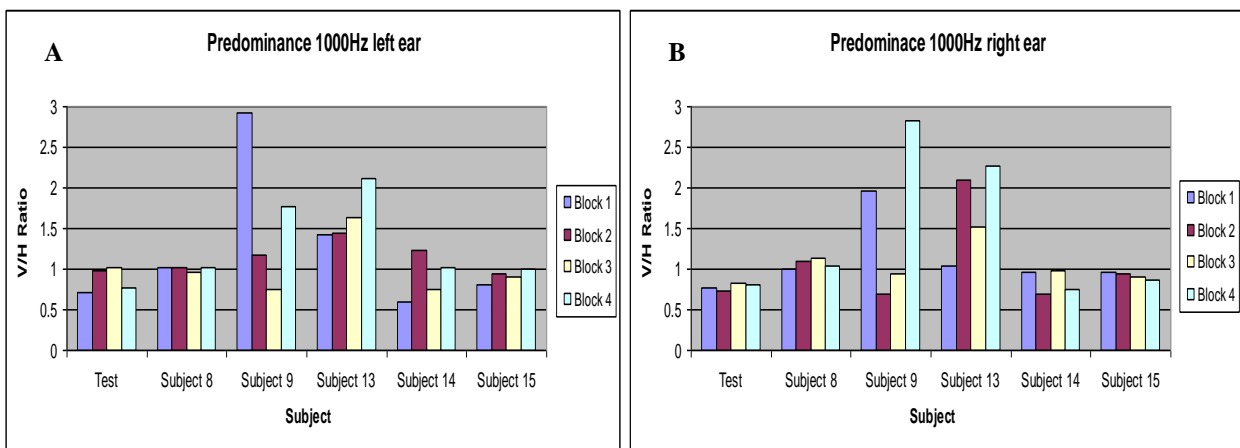 A
Predominance 1000Hz left ear
3
2.5
2
1.5
1
0.5
0
V/H Ratio
Test Subject 8 Subject 9 Subject 13 Subject 14 Subject 15
Subject
Block 1
Block 2
Block 3
Block 4
B
Predominace 1000Hz right ear
3
2.5
2
1.5
1
0.5
0
V/H Ratio
Test Subject 8 Subject 9 Subject 13 Subject 14 Subject 15
Subject
Block 1
Block 2
Block 3
Block 4